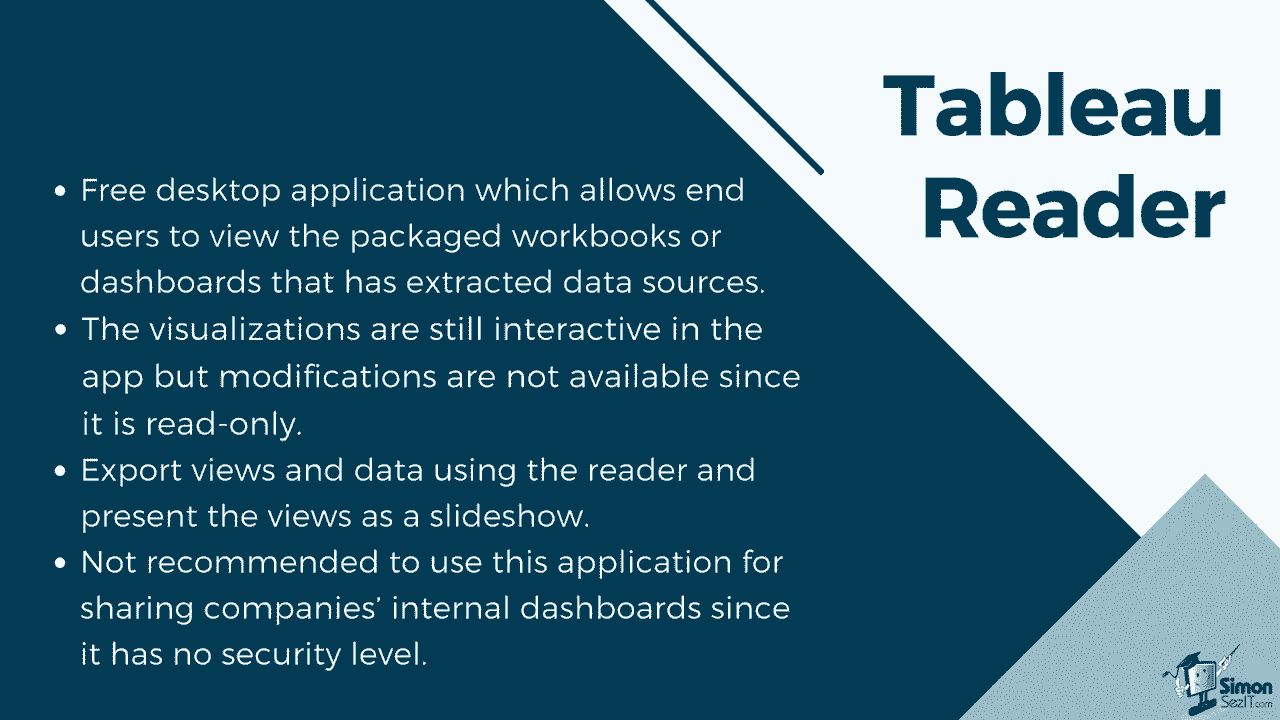 Tableau
Reader
• Free desktop application which allows end
users to view the packaged workbooks or
dashboards that has extracted data sources.
• The visualizations are still interactive in the
app but modifications are not available since
it is read-only.
• Export views and data using the reader and
present the views as a slideshow.
• Not recommended to use this application for
sharing companies’ internal dashboards since
it has no security level.
Simon
SezIT.com